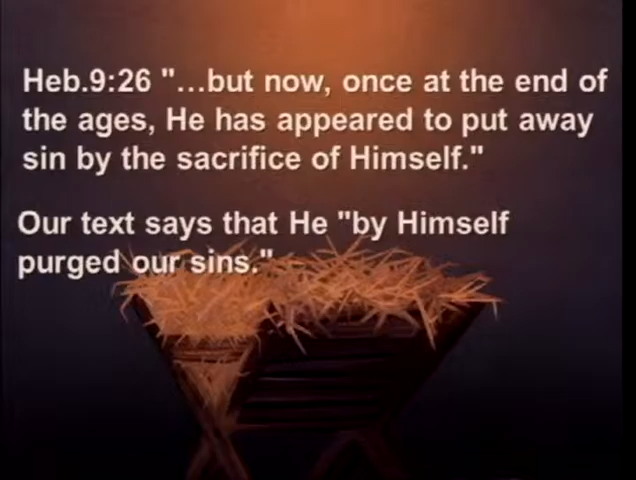 Heb.9:26 "...but now, once at the end of
the ages, He has appeared to put away
sin by the sacrifice of Himself."
Our text says that He "by Himself
purged our sins."